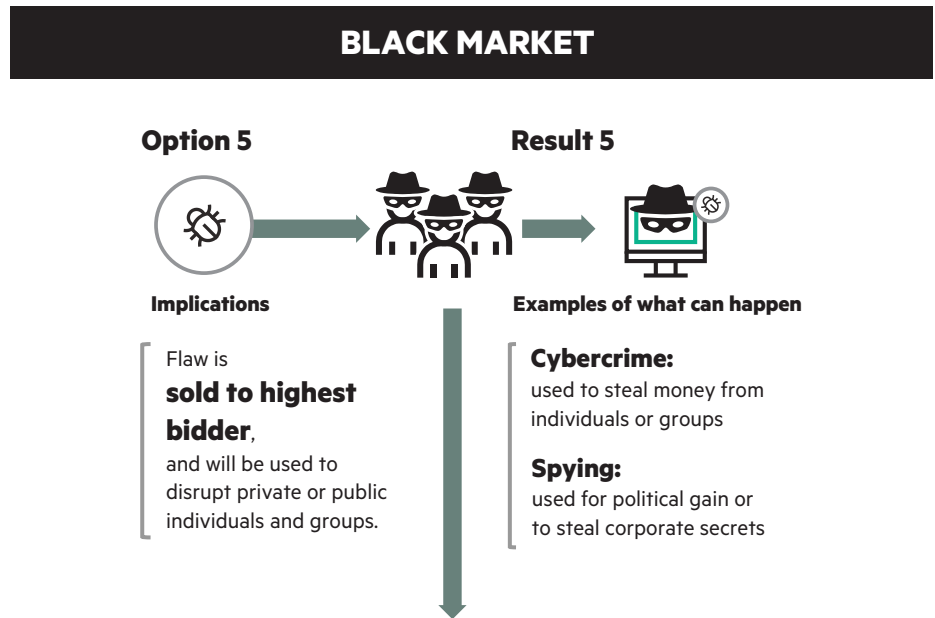 BLACK MARKET
Option 5
Result 5
Implications
Flaw is
sold to highest
bidder,
and will be used to
disrupt private or public
individuals and groups.
Examples of what can happen
Cybercrime:
used to steal money from
individuals or groups
Spying:
used for political gain or
to steal corporate secrets